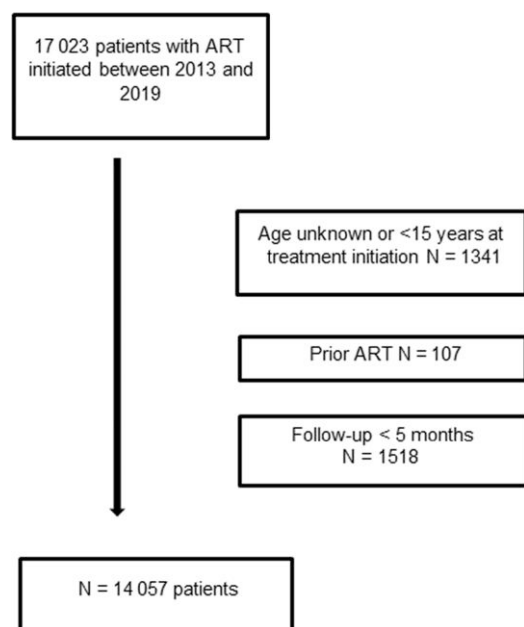 17 023 patients with ART
initiated between 2013 and
2019
Age unknown or <15 years at
treatment initiation N = 1341
Prior ART N = 107
Follow-up < 5 months
N = 1518
N = 14 057 patients